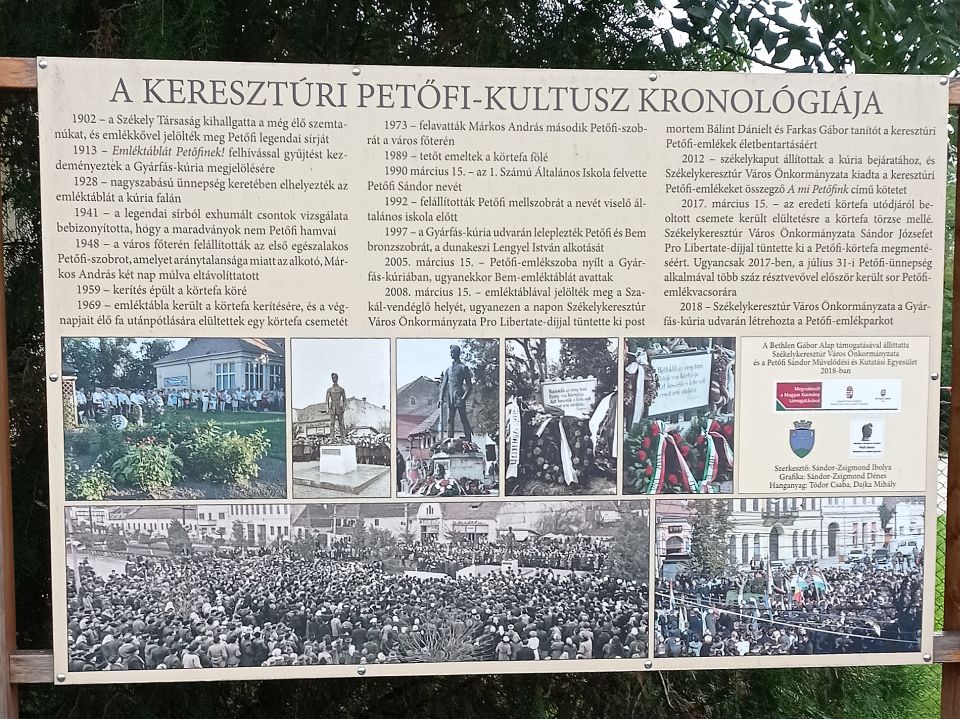 A KERESZTÚRI PETŐFI-KULTUSZ KRONOLÓGIÁJA
1902 – a Székely Társaság kihallgatta a még élő szemta-
núkat, és emlékkővel jelölték meg Petőfi legendai sírját
1913 – Emléktáblát Petőfinek! felhívással gyűjtést kez-
deményeztek a Gyárfás-kúria megjelölésére
1928 – nagyszabású ünnepség keretében elhelyezték az
emléktáblát a kúria falán
1941 – a legendai sírból exhumált csontok vizsgálata
bebizonyította, hogy a maradványok nem Petőfi hamvai
1948 – a város főterén felállították az első egészalakos
Petőfi-szobrot, amelyet aránytalansága miatt az alkotó, Már-
kos András két nap múlva eltávolíttatott
1959 – kerítés épült a körtefa köré
1969 – emléktábla került a körtefa kerítésére, és a vég-
napjait élő fa utánpótlására elültettek egy körtefa csemetét
1973 – felavatták Márkos András második Petőfi-szob-
rát a város főterén
1989 – tetőt emeltek a körtefa fölé
1990 március 15. – az 1. Számú Általános Iskola felvette
Petőfi Sándor nevét
1992 – felállították Petőfi mellszobrát a nevét viselő ál-
talános iskola előtt
1997 – a Gyárfás-kúria udvarán leleplezték Petőfi és Bem
bronzszobrát, a dunakeszi Lengyel István alkotását
2005. március 15. – Petőfi-emlékszoba nyílt a Gyár-
fás-kúriában, ugyanekkor Bem-emléktáblát avattak
2008. március 15. – emléktáblával jelölték meg a Sza-
kál-vendéglő helyét, ugyanezen a napon Székelykeresztúr
Város Önkormányzata Pro Libertate-díjjal tüntette ki post
mortem Bálint Dánielt és Farkas Gábor tanítót a keresztúri
Petőfi-emlékek életbentartásáért
2012 – székelykaput állítottak a kúria bejáratához, és
Székelykeresztúr Város Önkormányzata kiadta a keresztúri
Petőfi-emlékeket összegző A mi Petőfink című kötetet
2017. március 15. – az eredeti körtefa utódjáról be-
oltott csemete került elültetésre a körtefa törzse mellé.
Székelykeresztúr Város Önkormányzata Sándor Józsefet
Pro Libertate-díjjal tüntette ki a Petőfi-körtefa megmenté-
séért. Ugyancsak 2017-ben, a július 31-i Petőfi-ünnepség
alkalmával több száz résztvevővel először került sor Petőfi-
emlékvacsorára
2018 – Székelykeresztúr Város Önkormányzata a Gyár-
fás-kúria udvarán létrehozta a Petőfi-emlékparkot
A Bethlen Gábor Alap támogatásával állíttatta
Székelykeresztúr Város Önkormányzata
és a Petőfi Sándor Művelődési és Kutatási Egyesület
2018-ban
Megvalósult
a Magyar Kormány
támogatásával
Szerkesztő: Sándor-Zsigmond Ibolya
Grafika: Sándor-Zsigmond Dénes
Hanganyag: Tódor Csaba, Dajka Mihály